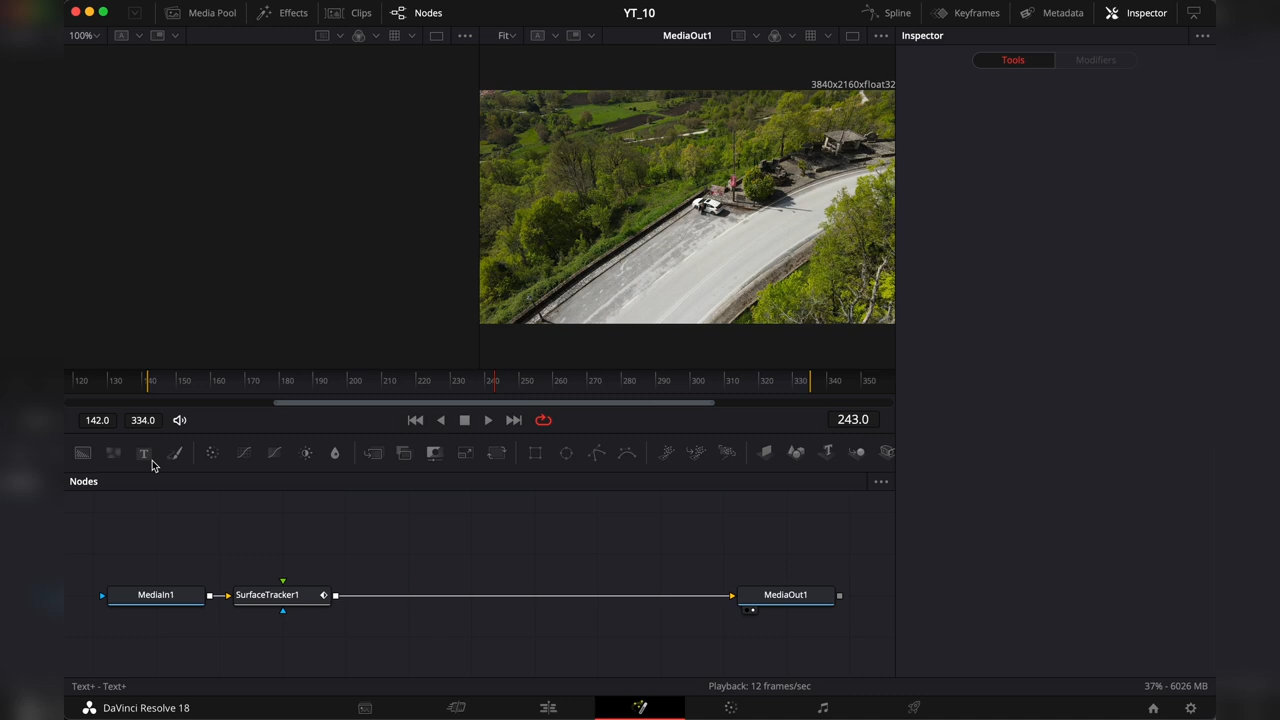 Media Pool Effects Clips Nodes YT_10 Spline Keyframes Metadata Inspector
100% A Fit A MediaOut1 Inspector
Tools Modifiers
3840x2160xfloat32
120 130 140 150 160 170 180 190 200 210 220 230 240 250 260 270 280 290 300 310 320 330 340 350
142.0 334.0 243.0
T T
Nodes
MediaIn1 SurfaceTracker1 MediaOut1
Text+ - Text+ Playback: 12 frames/sec 37% - 6026 MB
DaVinci Resolve 18